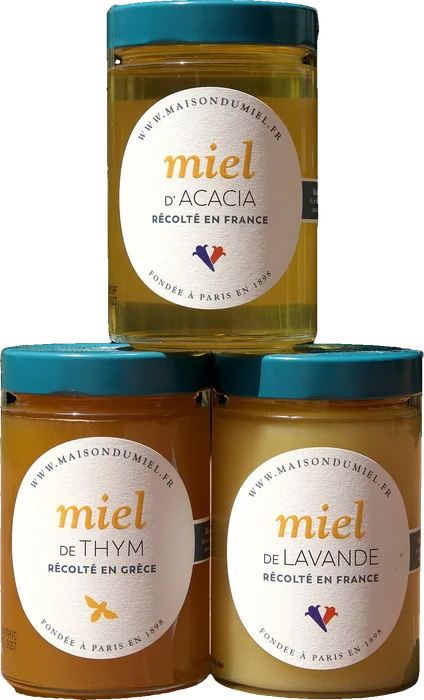 WWW.MAISONDUMIEL.FR
miel
D'ACACIA
RÉCOLTÉ EN FRANCE
FONDÉE À PARIS EN 1898
WWW.MAISONDUMIEL.FR
miel
DE THYM
RÉCOLTÉ EN GRÈCE
FONDÉE À PARIS EN 1898
WWW.MAISONDUMIEL.FR
miel
DE LAVANDE
RÉCOLTÉ EN FRANCE
FONDÉE À PARIS EN 1898